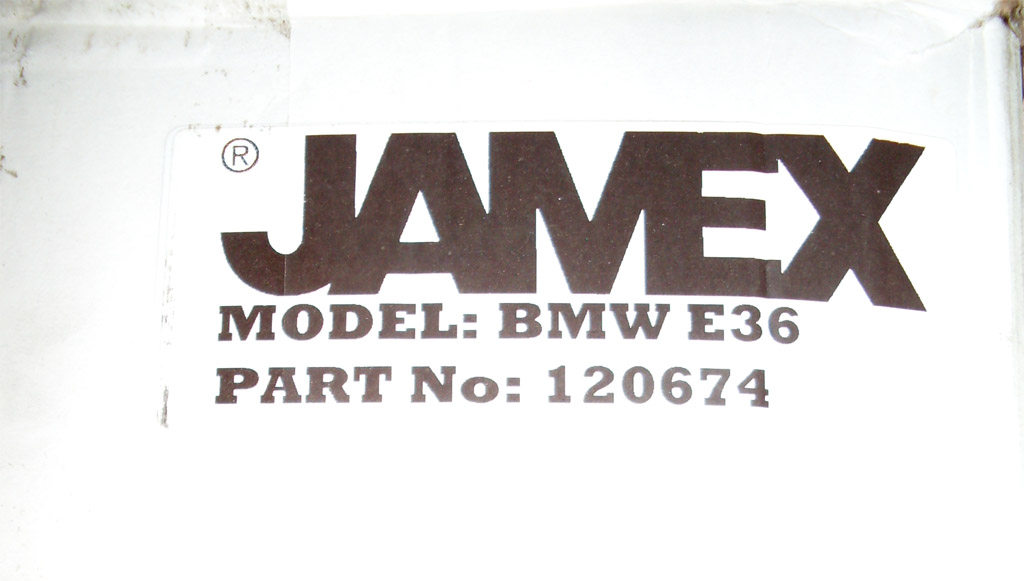 ® JAMEX
MODEL: BMW E36
PART No: 120674